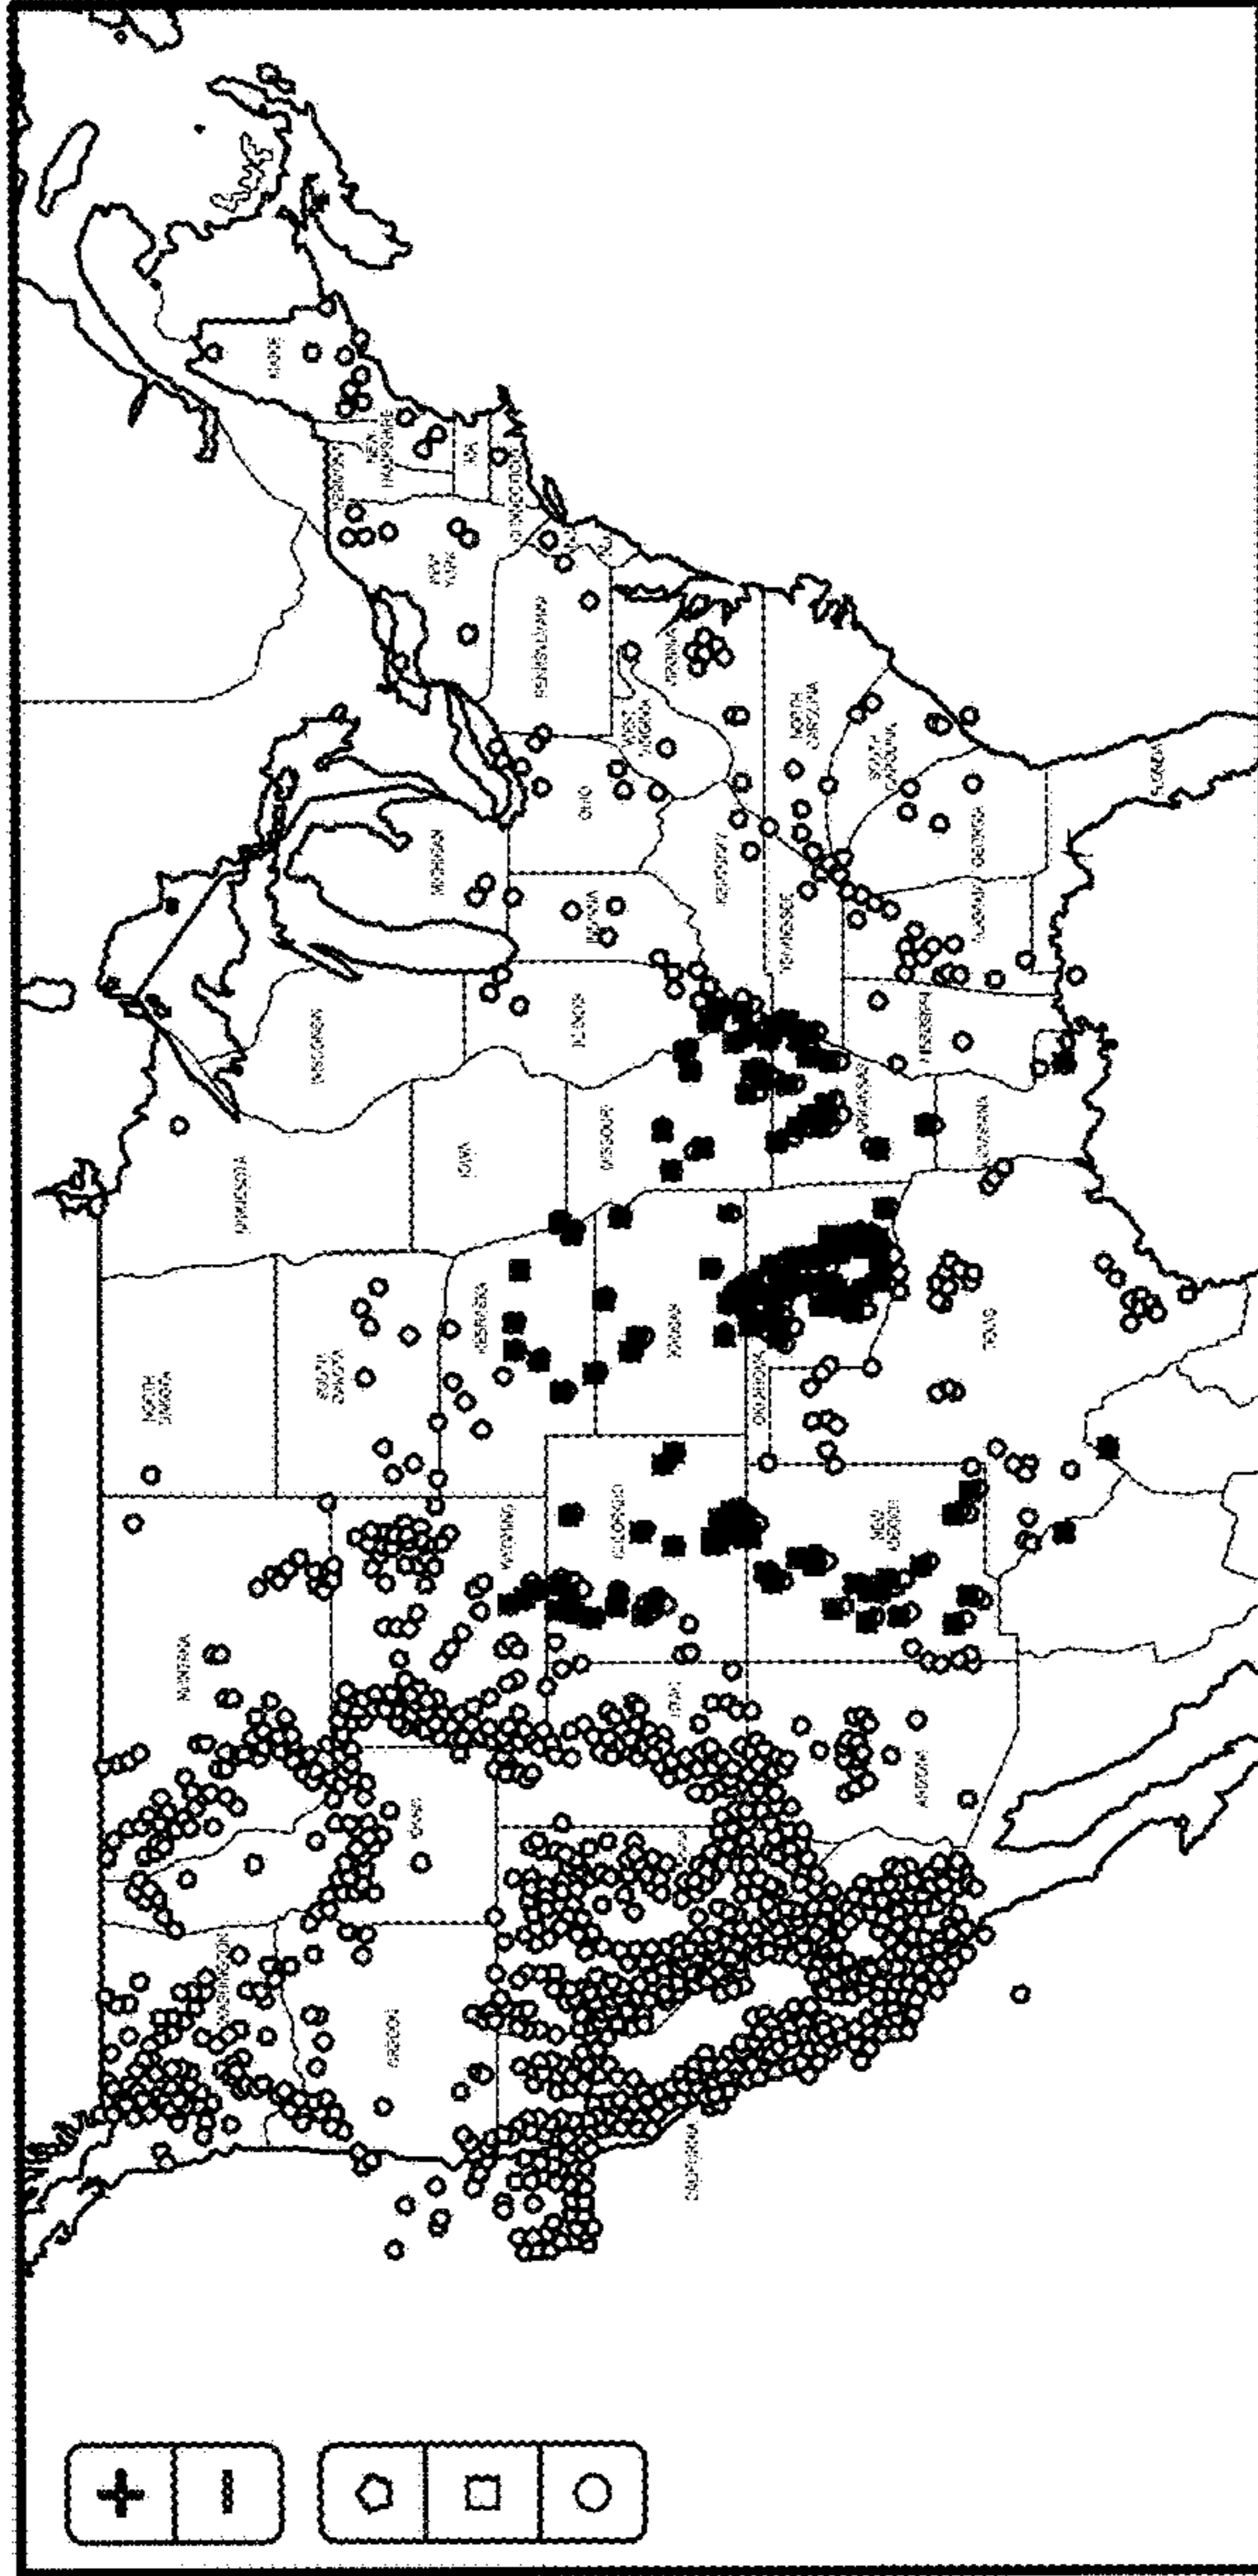 WASHINGTON
MONTANA
NORTH
DAKOTA
MINNESOTA
MAINE
OREGON
IDAHO
WYOMING
SOUTH
DAKOTA
WISCONSIN
MICHIGAN
VERMONT
NEW
HAMPSHIRE
NEW
YORK
MA
CONNECTICUT
NEBRASKA
IOWA
PENNSYLVANIA
CALIFORNIA
UTAH
COLORADO
KANSAS
MISSOURI
ILLINOIS
INDIANA
OHIO
WEST
VIRGINIA
VIRGINIA
KENTUCKY
ARIZONA
NEW
MEXICO
OKLAHOMA
ARKANSAS
TENNESSEE
NORTH
CAROLINA
SOUTH
CAROLINA
TEXAS
LOUISIANA
MISSISSIPPI
ALABAMA
GEORGIA
FLORIDA